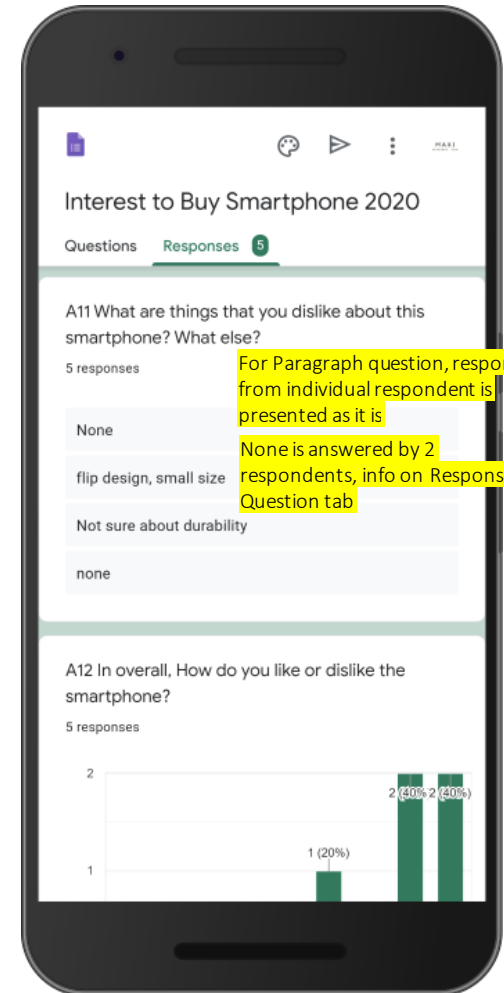 MAXI
Interest to Buy Smartphone 2020
Questions Responses 5
A11 What are things that you dislike about this
smartphone? What else?
5 responses
For Paragraph question, respon
from individual respondent is
presented as it is
None
None is answered by 2
respondents, info on Respons
Question tab
flip design, small size
Not sure about durability
none
A12 In overall, How do you like or dislike the
smartphone?
5 responses
2
2 (40% 2 (40%)
1 (20%)
1